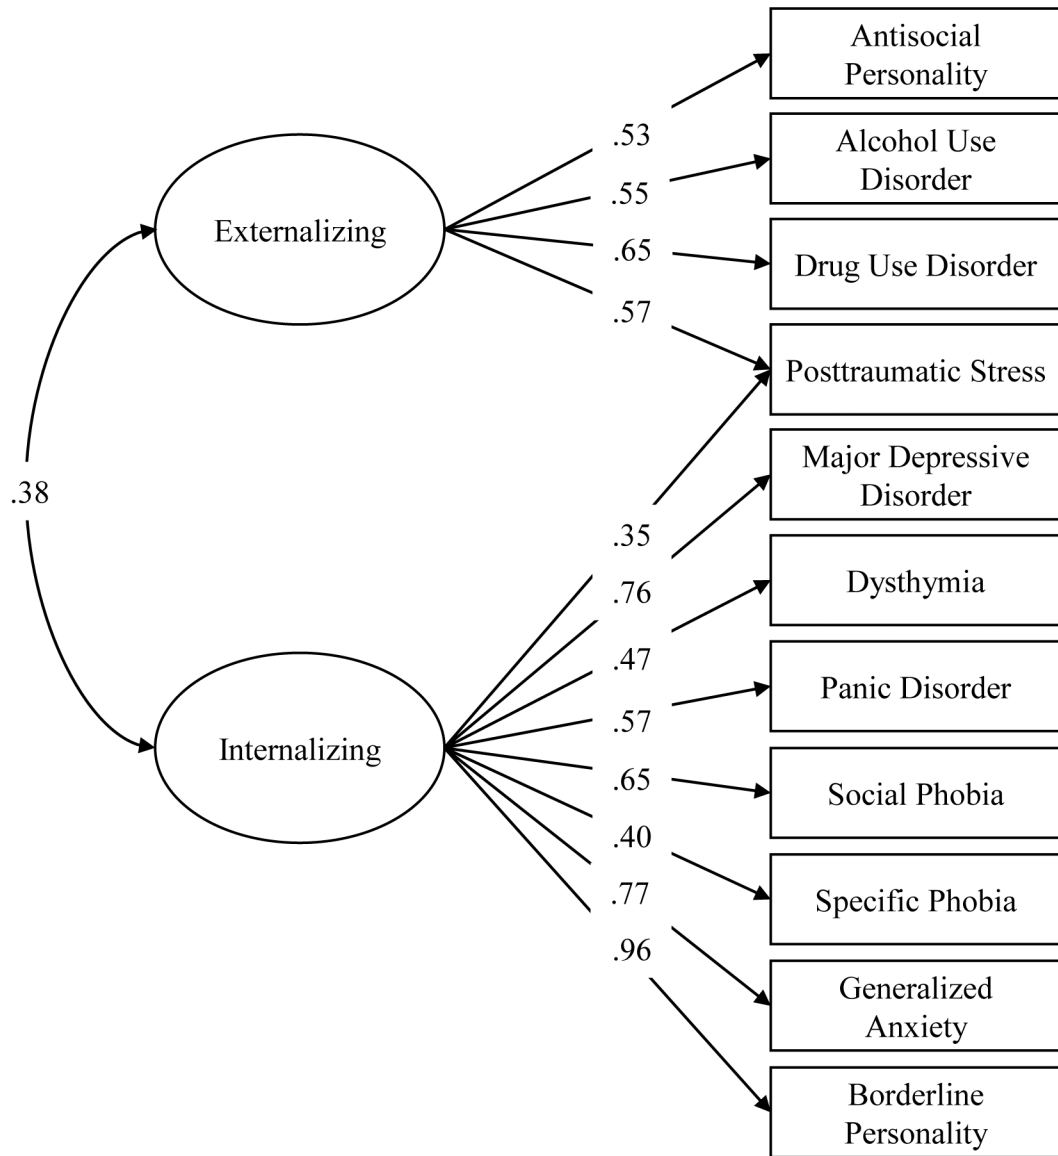 Antisocial
Personality
.53
Alcohol Use
Disorder
.55
Externalizing
.65
Drug Use Disorder
.57
Posttraumatic Stress
Major Depressive
Disorder
.38
.35
.76
Dysthymia
.47
Panic Disorder
.57
Internalizing
.65
Social Phobia
.40
.77
Specific Phobia
.96
Generalized
Anxiety
Borderline
Personality